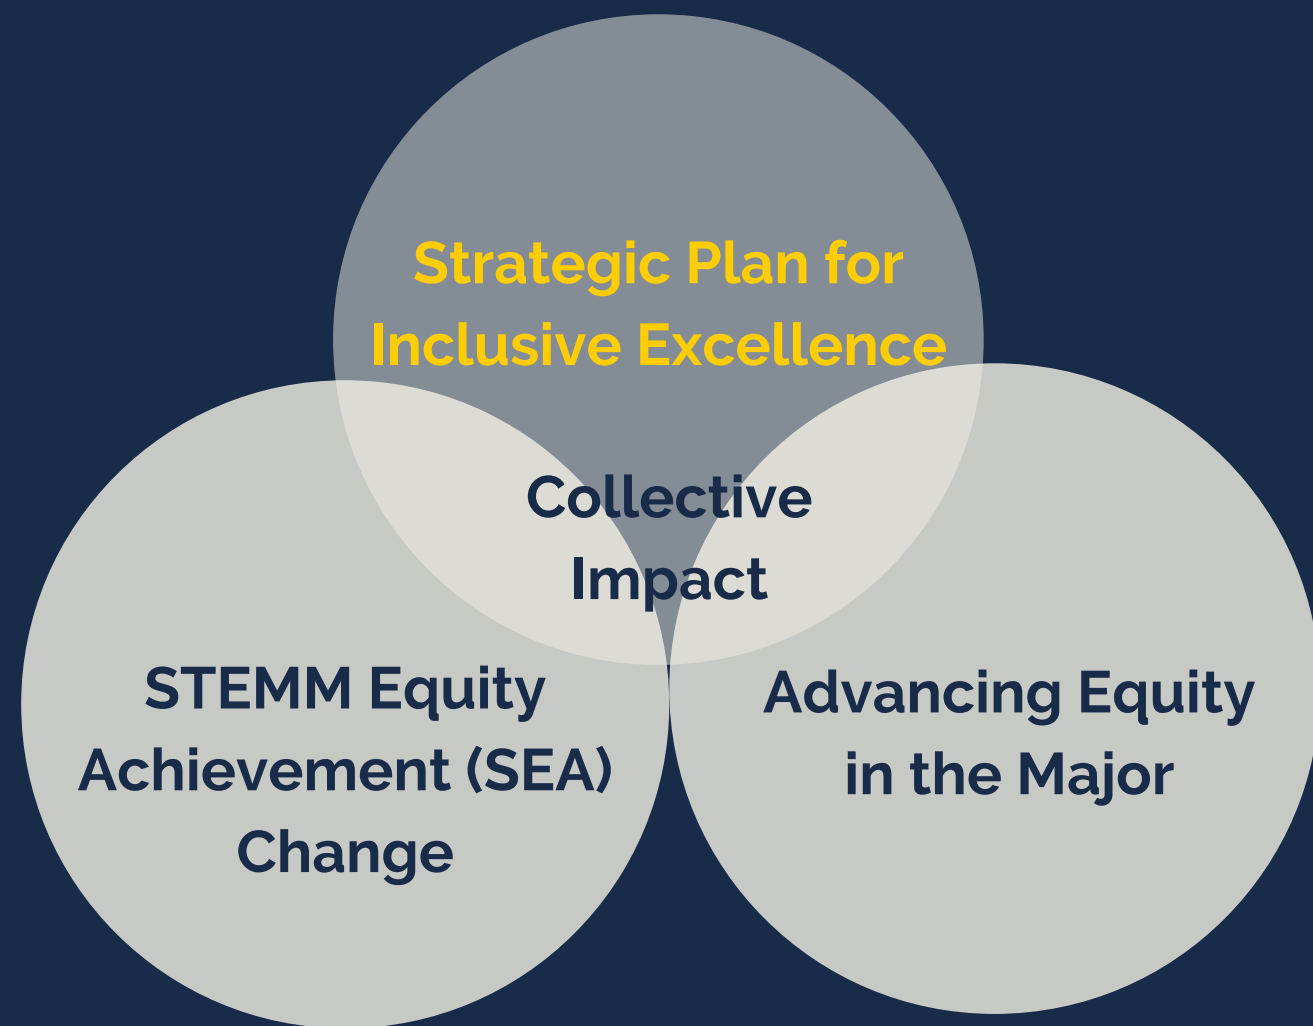 Strategic Plan for
Inclusive Excellence
Collective
Impact
STEMM Equity
Achievement (SEA)
Change
Advancing Equity
in the Major